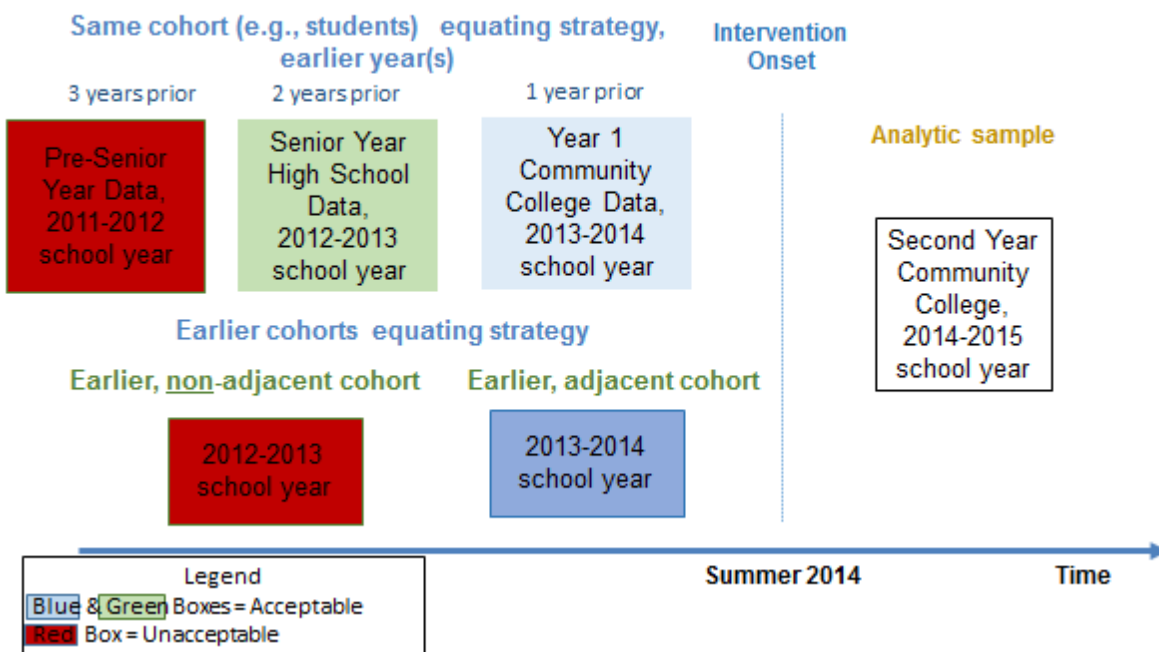 Same cohort (e.g., students) equating strategy,
earlier year(s)
Intervention
Onset
3 years prior
2 years prior
1 year prior
Pre-Senior
Year Data,
2011-2012
school year
Senior Year
High School
Data,
2012-2013
school year
Year 1
Community
College Data,
2013-2014
school year
Analytic sample
Second Year
Community
College,
2014-2015
school year
Earlier cohorts equating strategy
Earlier, non-adjacent cohort
Earlier, adjacent cohort
2012-2013
school year
2013-2014
school year
Summer 2014
Time
Legend
Blue & Green Boxes = Acceptable
Red Box = Unacceptable